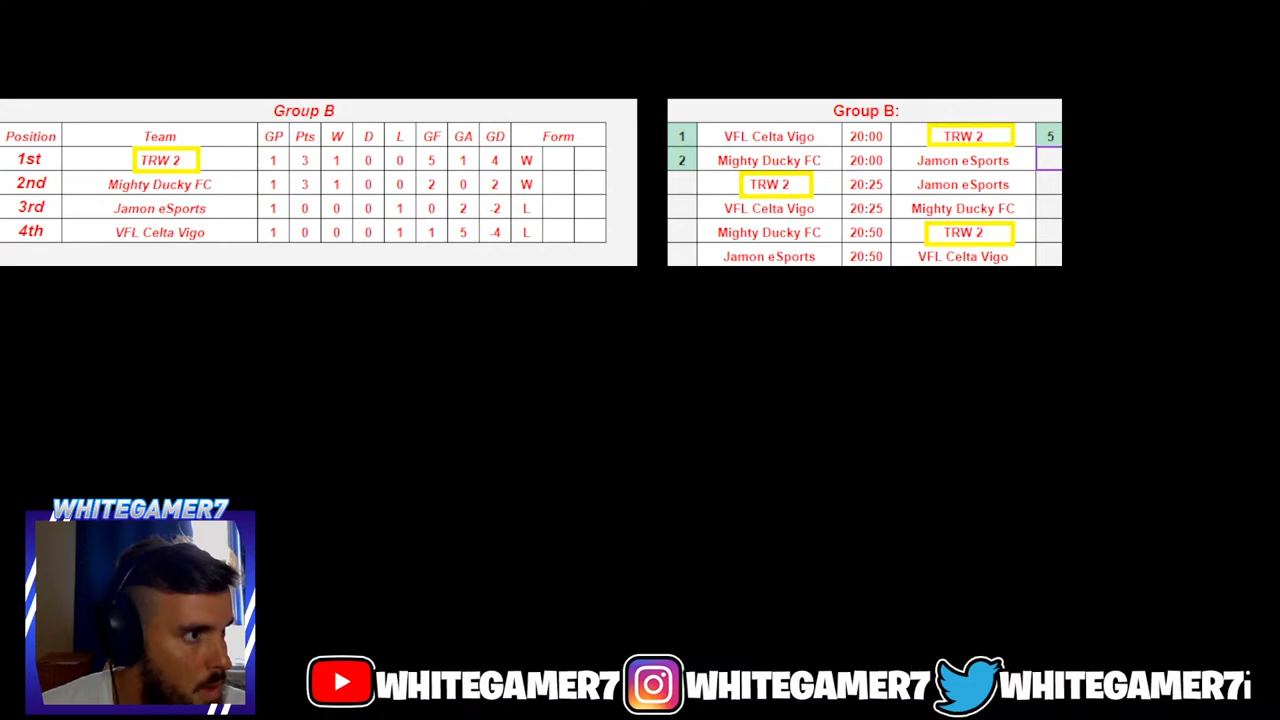 Group B
Position Team GP Pts W D L GF GA GD Form
1st TRW 2 1 3 1 0 0 5 1 4 W
2nd Mighty Ducky FC 1 3 1 0 0 2 0 2 W
3rd Jamon eSports 1 0 0 0 1 0 2 -2 L
4th VFL Celta Vigo 1 0 0 0 1 1 5 -4 L
Group B:
1 VFL Celta Vigo 20:00 TRW 2 5
2 Mighty Ducky FC 20:00 Jamon eSports
TRW 2 20:25 Jamon eSports
VFL Celta Vigo 20:25 Mighty Ducky FC
Mighty Ducky FC 20:50 TRW 2
Jamon eSports 20:50 VFL Celta Vigo
WHITEGAMER7
WHITEGAMER7 WHITEGAMER7 WHITEGAMER7i